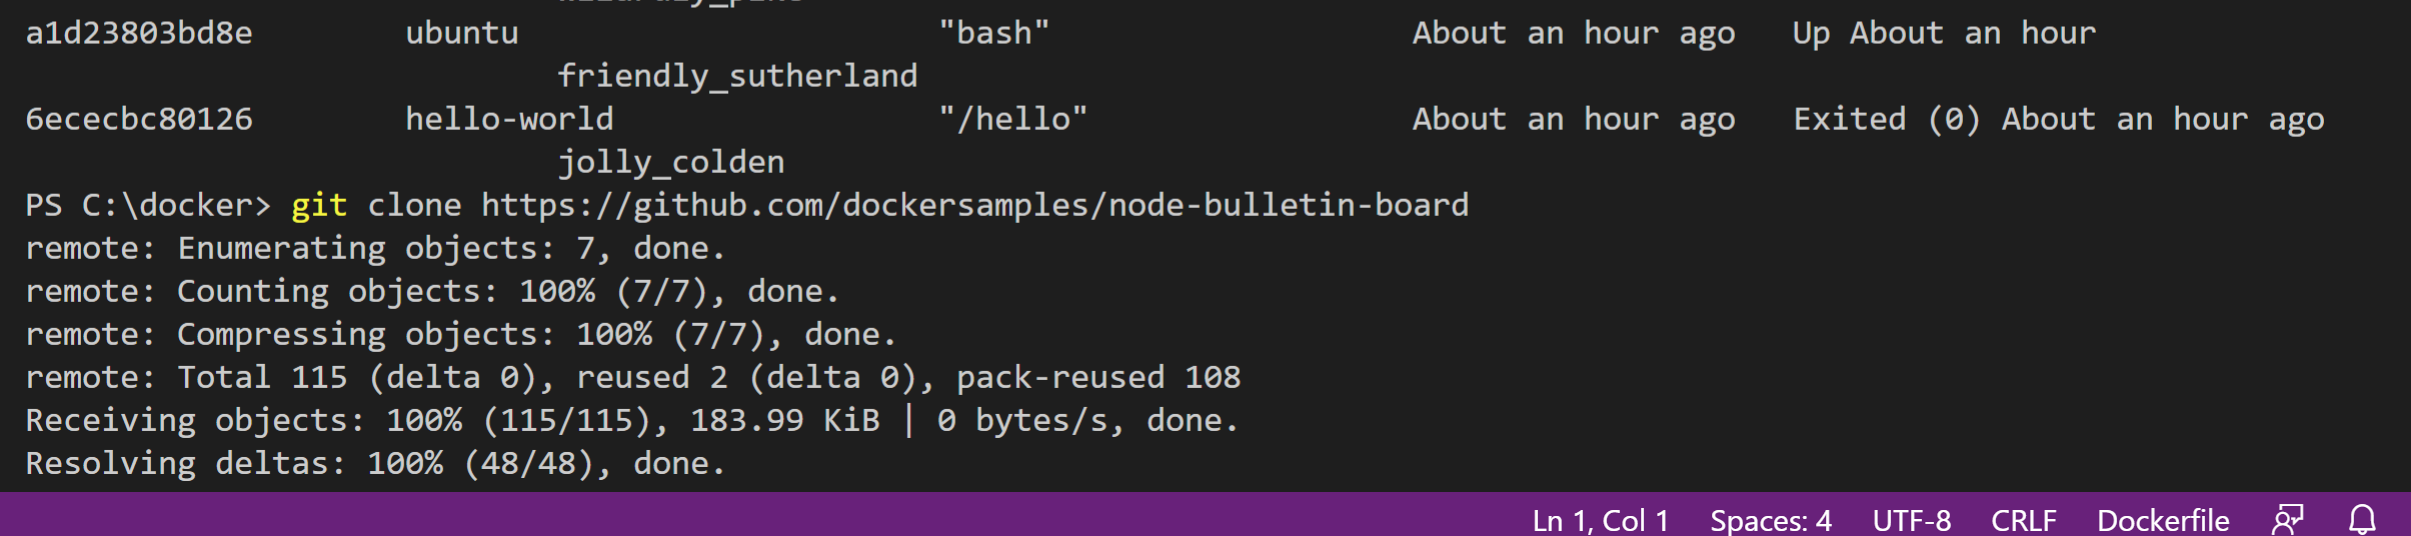 a1d23803bd8e        ubuntu                      "bash"                   About an hour ago   Up About an hour
friendly_sutherland
6ececbc80126        hello-world                 "/hello"                 About an hour ago   Exited (0) About an hour ago
jolly_colden
PS C:\docker> git clone https://github.com/dockersamples/node-bulletin-board
remote: Enumerating objects: 7, done.
remote: Counting objects: 100% (7/7), done.
remote: Compressing objects: 100% (7/7), done.
remote: Total 115 (delta 0), reused 2 (delta 0), pack-reused 108
Receiving objects: 100% (115/115), 183.99 KiB | 0 bytes/s, done.
Resolving deltas: 100% (48/48), done.
Ln 1, Col 1   Spaces: 4   UTF-8   CRLF   Dockerfile